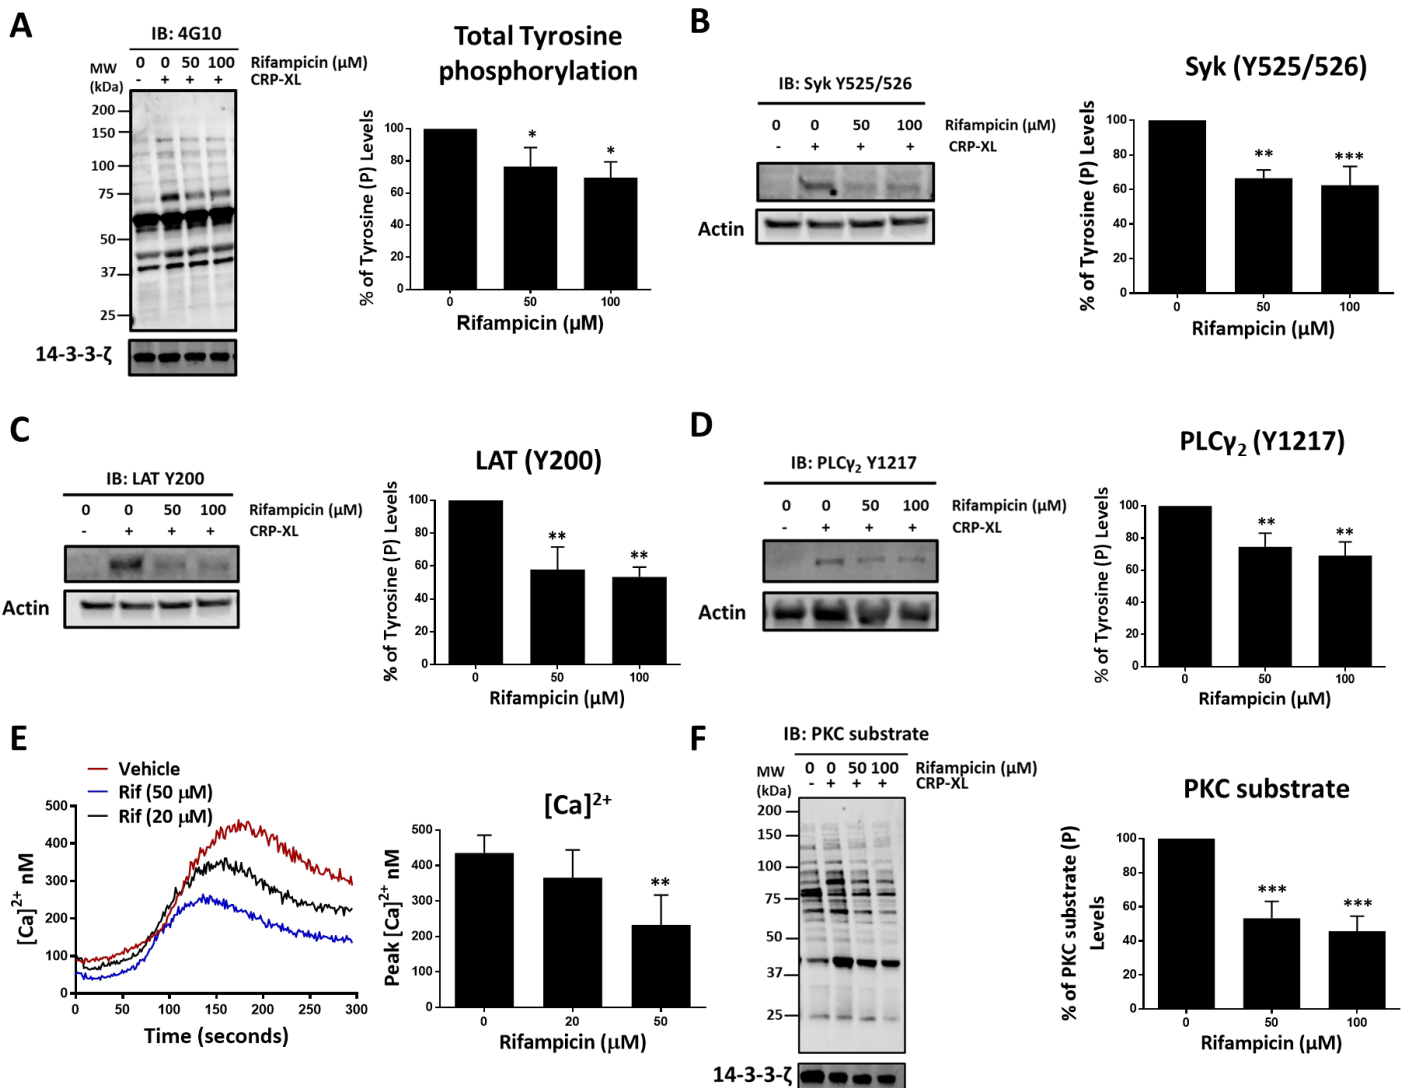 A
IB: 4G10
0 0 50 100 Rifampicin (µM)
- + + + CRP-XL
MW
(kDa)
200
150
100
75
50
37
25
14-3-3-ζ
Total Tyrosine
phosphorylation
% of Tyrosine (P) Levels
100
80
60
40
20
0
* *
0 50 100
Rifampicin (µM)
B
IB: Syk Y525/526
0 0 50 100 Rifampicin (µM)
- + + + CRP-XL
Actin
Syk (Y525/526)
% of Tyrosine (P) Levels
100
80
60
40
20
0
** ***
0 50 100
Rifampicin (µM)
C
IB: LAT Y200
0 0 50 100 Rifampicin (µM)
- + + + CRP-XL
Actin
LAT (Y200)
% of Tyrosine (P) Levels
100
80
60
40
20
0
** **
0 50 100
Rifampicin (µM)
D
IB: PLCγ₂ Y1217
0 0 50 100 Rifampicin (µM)
- + + + CRP-XL
Actin
PLCγ₂ (Y1217)
% of Tyrosine (P) Levels
100
80
60
40
20
0
** **
0 50 100
Rifampicin (µM)
E
Vehicle
Rif (50 µM)
Rif (20 µM)
[Ca]²⁺ nM
500
400
300
200
100
0
0 50 100 150 200 250 300
Time (seconds)
[Ca]²⁺
Peak [Ca]²⁺ nM
500
400
300
200
100
0
**
0 20 50
Rifampicin (µM)
F
IB: PKC substrate
0 0 50 100 Rifampicin (µM)
- + + + CRP-XL
MW
(kDa)
200
150
100
75
50
37
25
14-3-3-ζ
PKC substrate
% of PKC substrate (P)
Levels
100
80
60
40
20
0
*** ***
0 50 100
Rifampicin (µM)